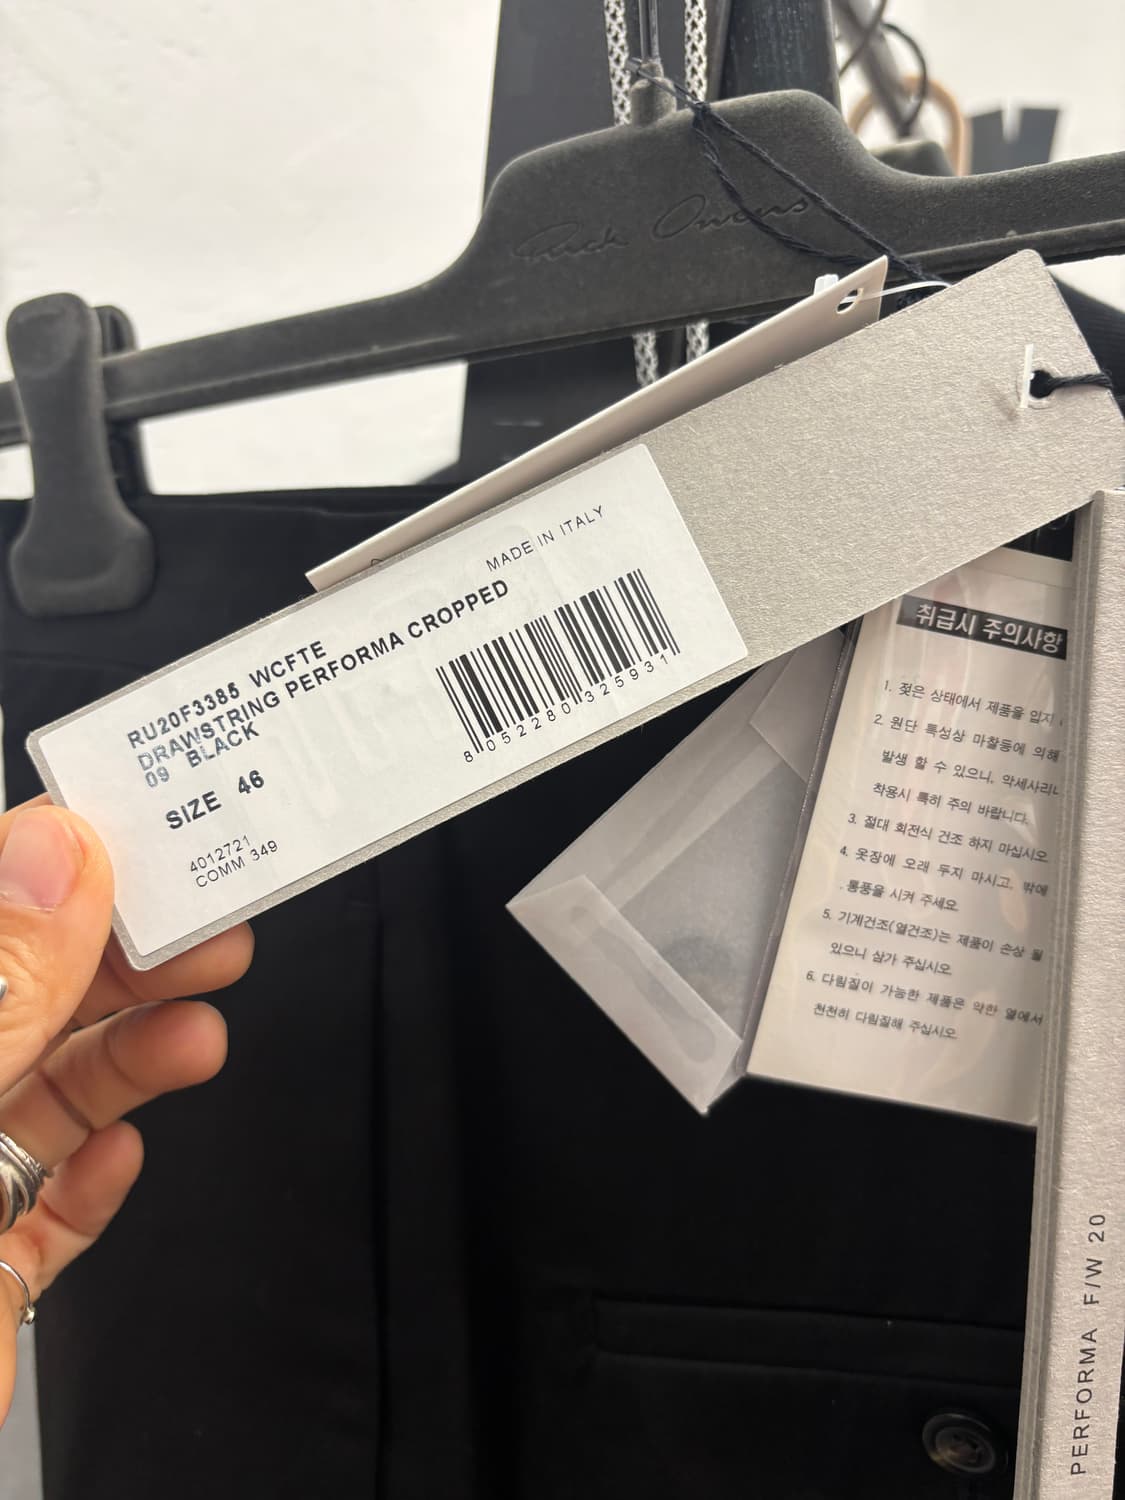 Rick Owens
MADE IN ITALY
RU20F3385 WCFTE
DRAWSTRING PERFORMA CROPPED
09 BLACK
SIZE 46
4012721
COMM 349
8 052280 325931
취급시 주의사항
1. 젖은 상태에서 제품을 입지
2. 원단 특성상 마찰등에 의해
발생 할 수 있으니, 악세사리
착용시 특히 주의 바랍니다.
3. 절대 회전식 건조 하지 마십시오
4. 옷장에 오래 두지 마시고, 밖에
통풍을 시켜 주세요.
5. 기계건조(열건조)는 제품이 손상 될
있으니 삼가 주십시오.
6. 다림질이 가능한 제품은 약한 열에서
천천히 다림질해 주십시오.
PERFORMA F/W 20